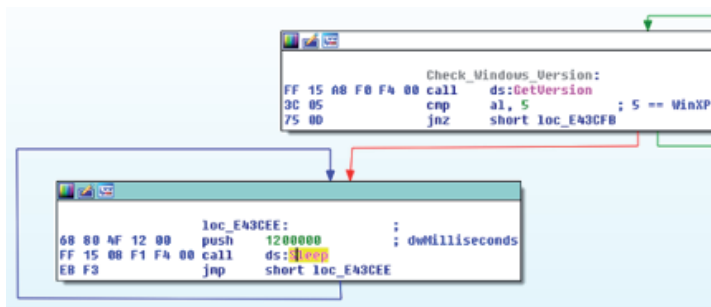 Check_Windows_Version:
FF 15 A8 F0 F4 00 call ds:GetVersion
3C 05 cmp al, 5 ; 5 == WinXP
75 0D jnz short loc_E43CFB
loc_E43CEE: ;
68 80 4F 12 00 push 1200000 ; dwMilliseconds
FF 15 08 F1 F4 00 call ds:Sleep
EB F3 jmp short loc_E43CEE